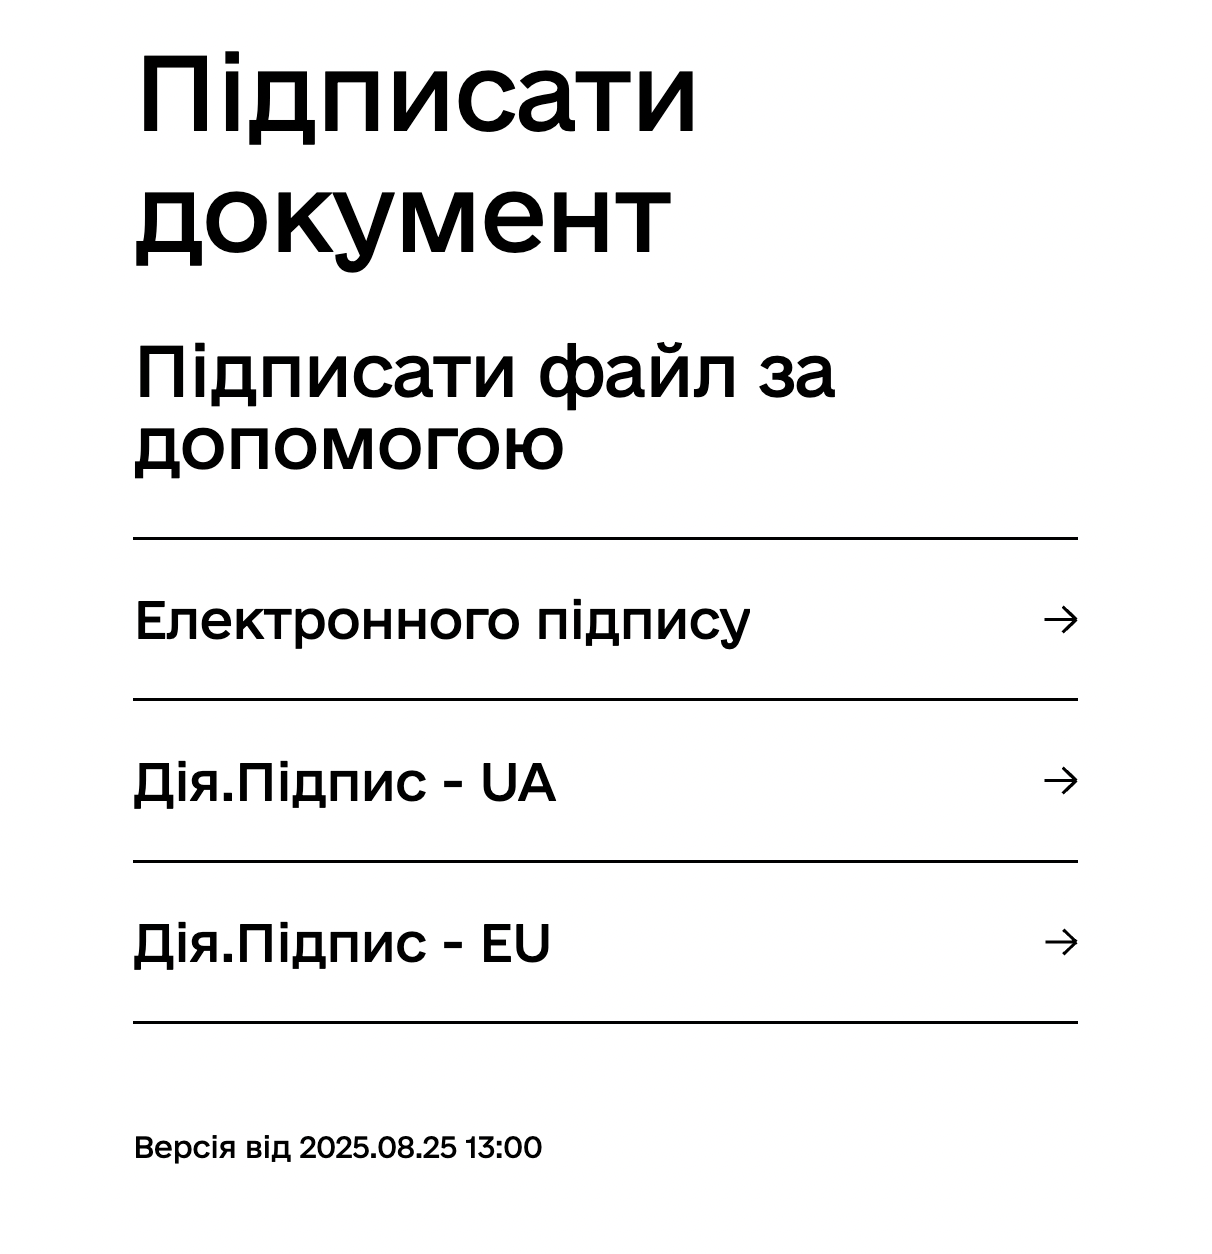 Підписати
документ
Підписати файл за
допомогою
Електронного підпису
Дія.Підпис - UA
Дія.Підпис - EU
Версія від 2025.08.25 13:00